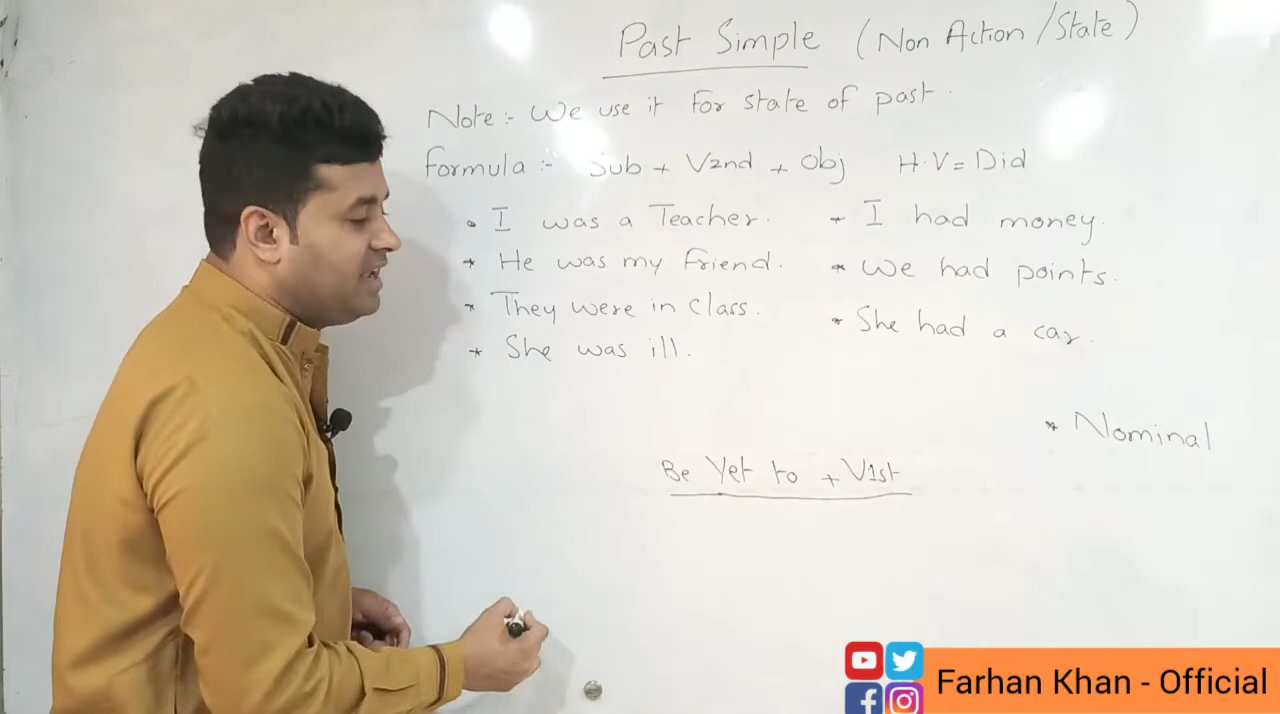 Past Simple (Non Action/State)
Note:- We use it for state of past.
Formula:- Sub + V2nd + Obj H.V = Did
• I was a Teacher. * I had money.
* He was my friend. * We had points.
* They were in class. * She had a car.
* She was ill.
* Nominal
Be Yet to + V1st
Farhan Khan - Official